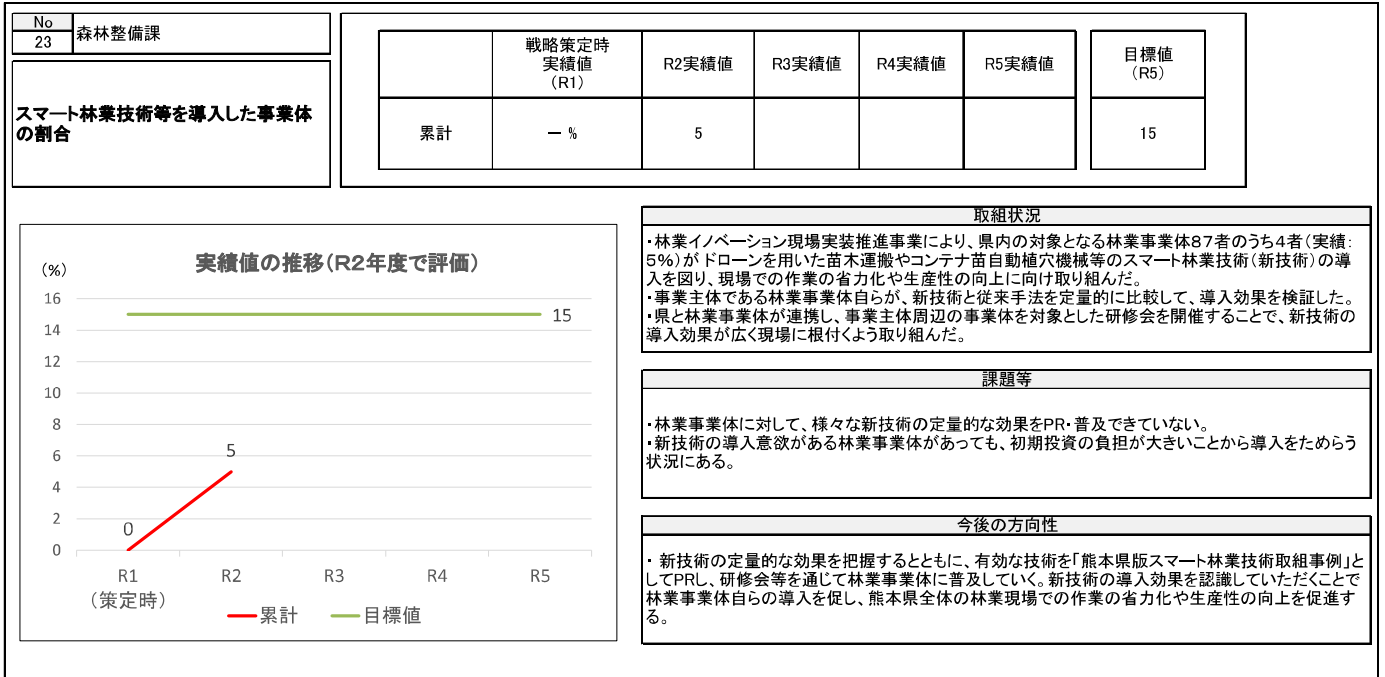 No
23
森林整備課
スマート林業技術等を導入した事業体
の割合
戦略策定時
実績値
(R1)
R2実績値
R3実績値
R4実績値
R5実績値
目標値
(R5)
累計
－ %
5
15
実績値の推移(R2年度で評価)
(%)
16
14
12
10
8
6
4
2
0
15
5
0
R1
(策定時)
R2
R3
R4
R5
累計
目標値
取組状況
・林業イノベーション現場実装推進事業により、県内の対象となる林業事業体87者のうち4者(実績:
5%)がドローンを用いた苗木運搬やコンテナ苗自動植穴機械等のスマート林業技術(新技術)の導
入を図り、現場での作業の省力化や生産性の向上に向け取り組んだ。
・事業主体である林業事業体自らが、新技術と従来手法を定量的に比較して、導入効果を検証した。
・県と林業事業体が連携し、事業主体周辺の事業体を対象とした研修会を開催することで、新技術の
導入効果が広く現場に根付くよう取り組んだ。
課題等
・林業事業体に対して、様々な新技術の定量的な効果をPR・普及できていない。
・新技術の導入意欲がある林業事業体があっても、初期投資の負担が大きいことから導入をためらう
状況にある。
今後の方向性
・ 新技術の定量的な効果を把握するとともに、有効な技術を「熊本県版スマート林業技術取組事例」と
してPRし、研修会等を通じて林業事業体に普及していく。新技術の導入効果を認識していただくことで
林業事業体自らの導入を促し、熊本県全体の林業現場での作業の省力化や生産性の向上を促進す
る。